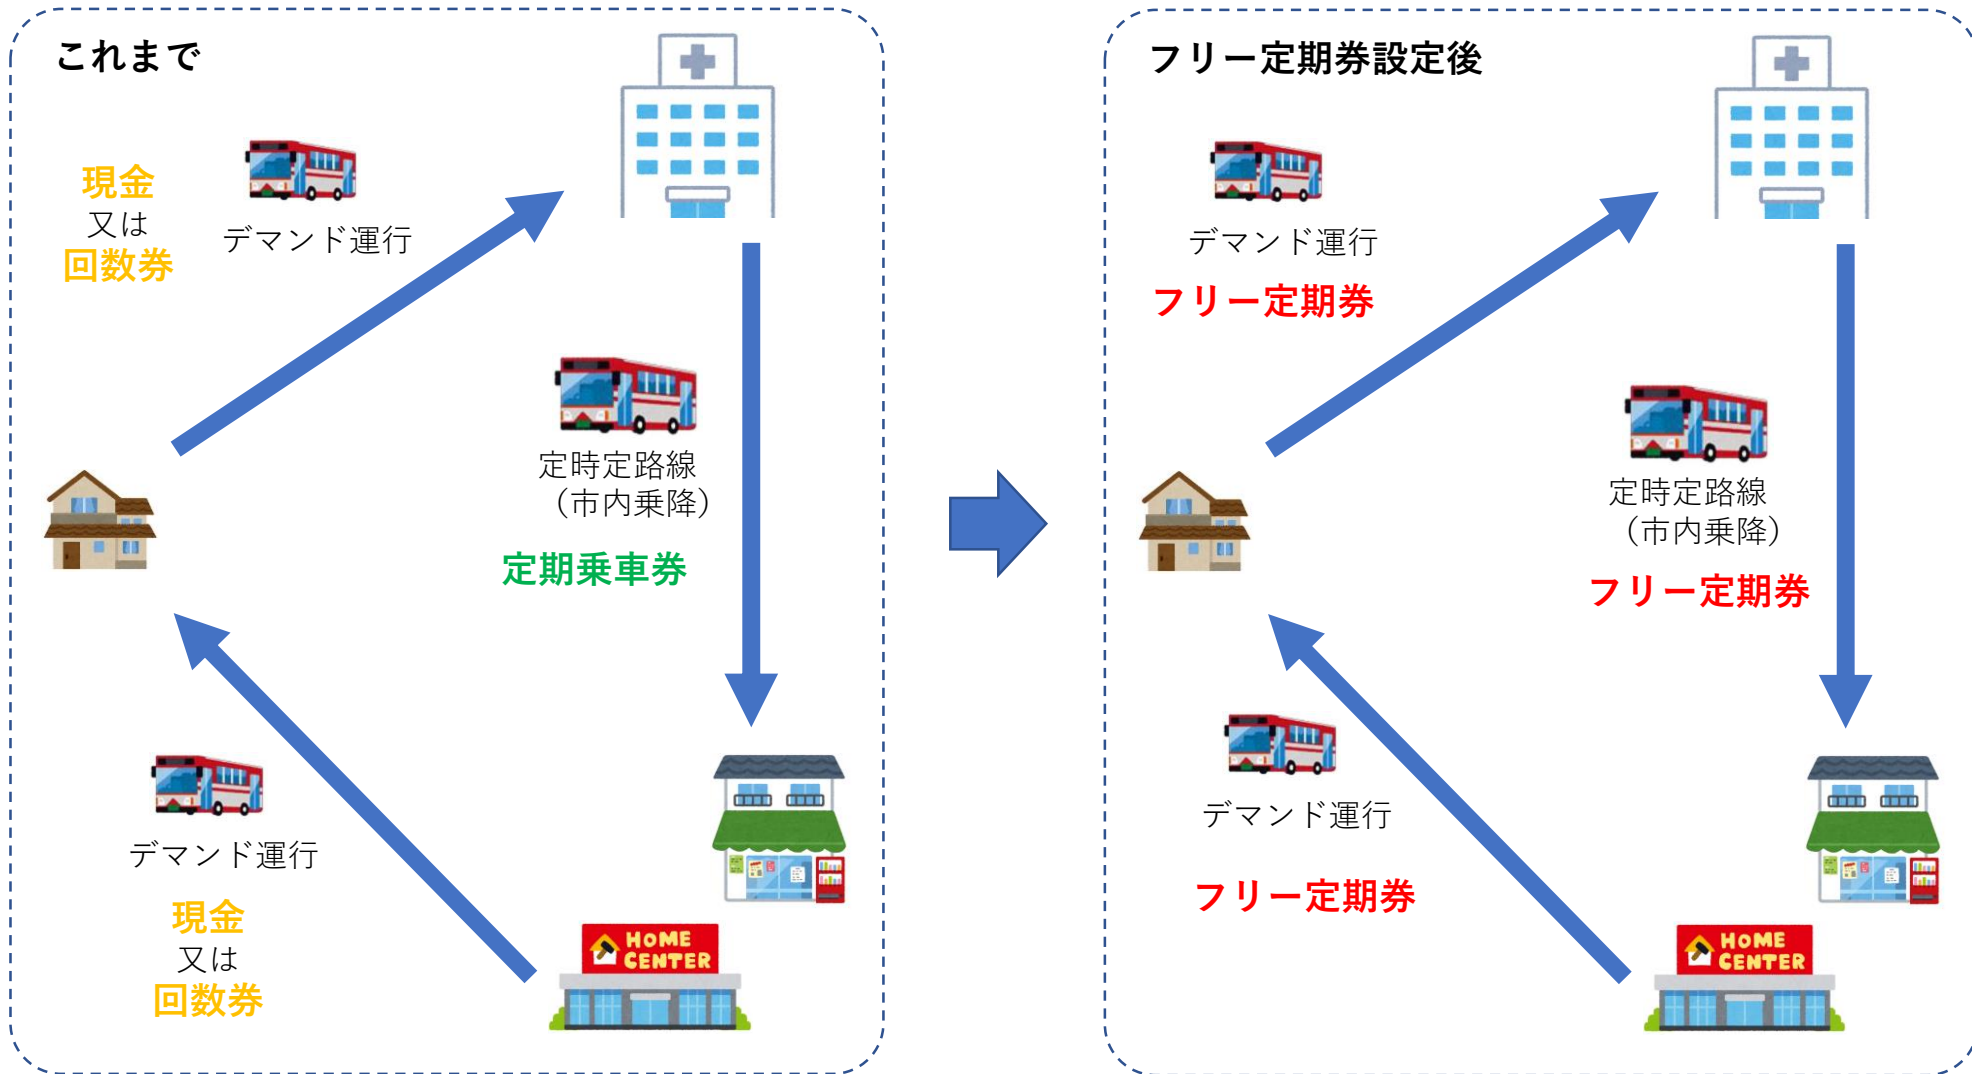 これまで
現金
又は
回数券
デマンド運行
定時定路線
（市内乗降）
定期乗車券
デマンド運行
現金
又は
回数券
HOME
CENTER
フリー定期券設定後
デマンド運行
フリー定期券
定時定路線
（市内乗降）
フリー定期券
デマンド運行
フリー定期券
HOME
CENTER